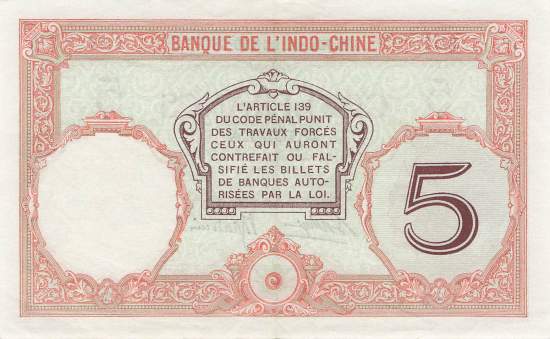 BANQUE DE L'INDO-CHINE
L'ARTICLE 139
DU CODE PÉNAL PUNIT
DES TRAVAUX FORCÉS
CEUX QUI AURONT
CONTREFAIT OU FAL-
SIFIÉ LES BILLETS
DE BANQUES AUTO-
RISÉES PAR LA LOI.
5